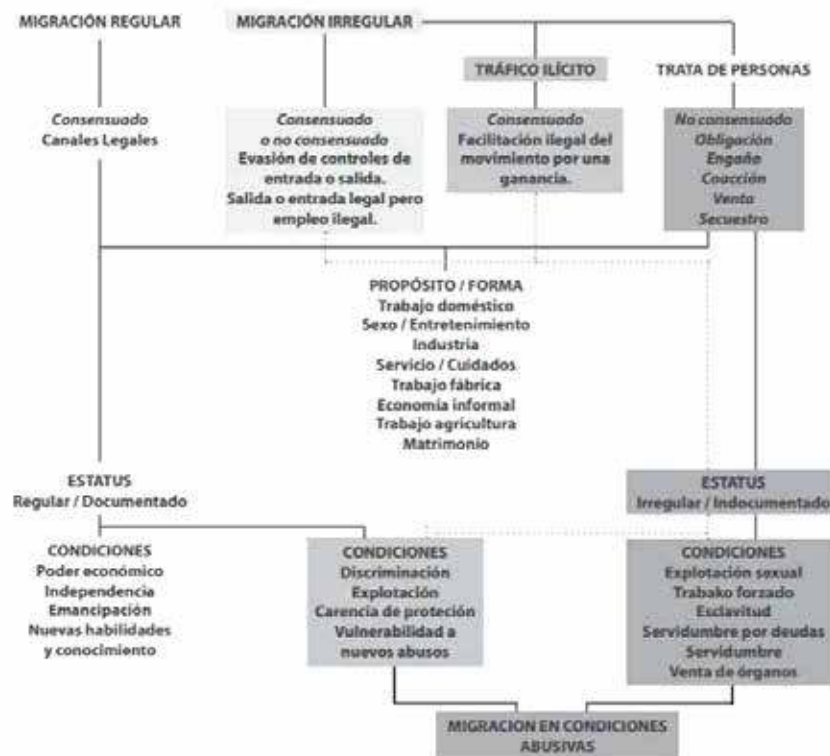 MIGRACIÓN REGULAR
MIGRACIÓN IRREGULAR
TRÁFICO ILÍCITO
TRATA DE PERSONAS
Consensuado
Canales Legales
Consensuado
o no consensuado
Evasión de controles de
entrada o salida.
Salida o entrada legal pero
empleo ilegal.
Consensuado
Facilitación ilegal del
movimiento por una
ganancia.
No consensuado
Obligación
Engaño
Coacción
Venta
Secuestro
PROPÓSITO / FORMA
Trabajo doméstico
Sexo / Entretenimiento
Industria
Servicio / Cuidados
Trabajo fábrica
Economía informal
Trabajo agricultura
Matrimonio
ESTATUS
Regular / Documentado
ESTATUS
Irregular / Indocumentado
CONDICIONES
Poder económico
Independencia
Emancipación
Nuevas habilidades
y conocimiento
CONDICIONES
Discriminación
Explotación
Carencia de proteción
Vulnerabilidad a
nuevos abusos
CONDICIONES
Explotación sexual
Trabako forzado
Esclavitud
Servidumbre por deudas
Servidumbre
Venta de órganos
MIGRACION EN CONDICIONES
ABUSIVAS